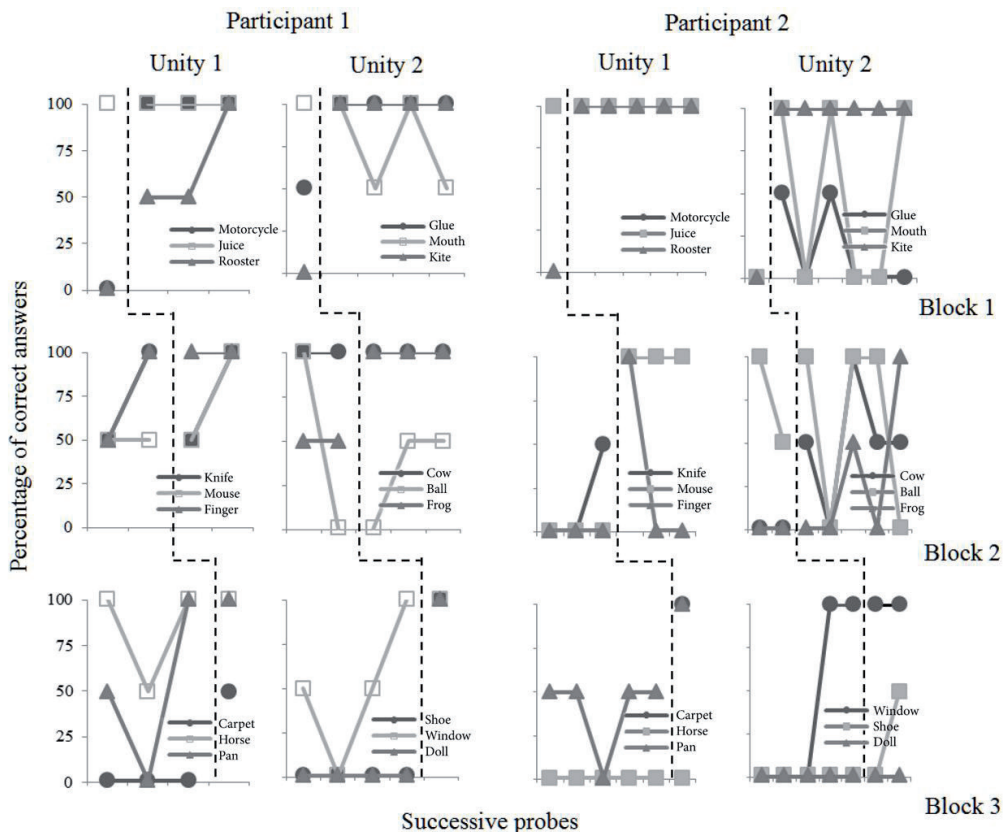 Participant 1
Participant 2
Unity 1
Unity 2
Unity 1
Unity 2
Percentage of correct answers
100
75
50
25
0
Motorcycle
Juice
Rooster
Glue
Mouth
Kite
Motorcycle
Juice
Rooster
Glue
Mouth
Kite
Block 1
100
75
50
25
0
Knife
Mouse
Finger
Cow
Ball
Frog
Knife
Mouse
Finger
Cow
Ball
Frog
Block 2
100
75
50
25
0
Carpet
Horse
Pan
Shoe
Window
Doll
Carpet
Horse
Pan
Window
Shoe
Doll
Block 3
Successive probes